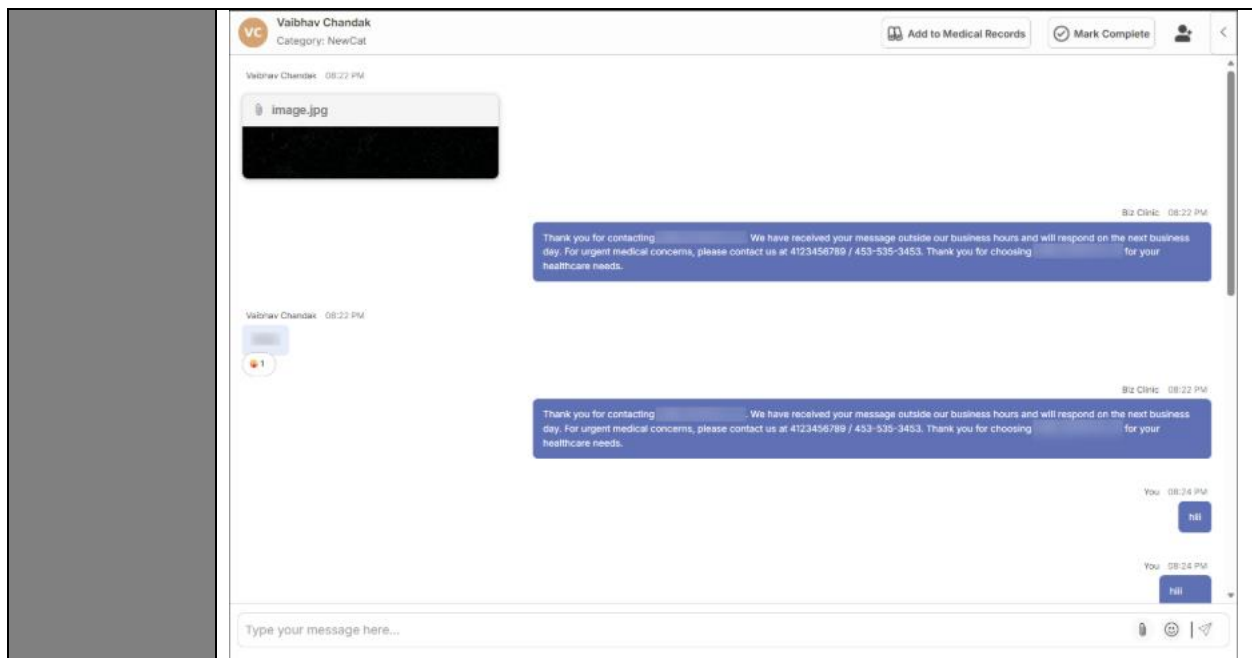 VC
Vaibhav Chandak
Category: NewCat
Add to Medical Records
Mark Complete
Vaibhav Chandak 08:22 PM
image.jpg
Biz Clinic 08:22 PM
Thank you for contacting . We have received your message outside our business hours and will respond on the next business
day. For urgent medical concerns, please contact us at 4123456789 / 453-535-3453. Thank you for choosing for your
healthcare needs.
Vaibhav Chandak 08:22 PM
1
Biz Clinic 08:22 PM
Thank you for contacting . We have received your message outside our business hours and will respond on the next business
day. For urgent medical concerns, please contact us at 4123456789 / 453-535-3453. Thank you for choosing for your
healthcare needs.
You 08:24 PM
You 08:24 PM
Type your message here...